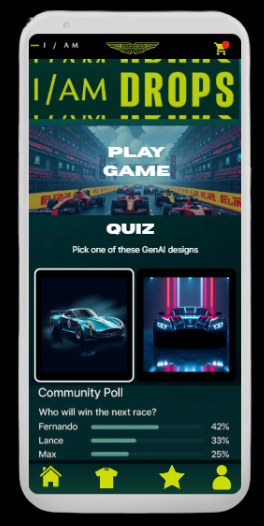 I / AM
I/AM DROPS
PLAY
GAME
QUIZ
Pick one of these GenAI designs
Community Poll
Who will win the next race?
Fernando 42%
Lance 33%
Max 25%